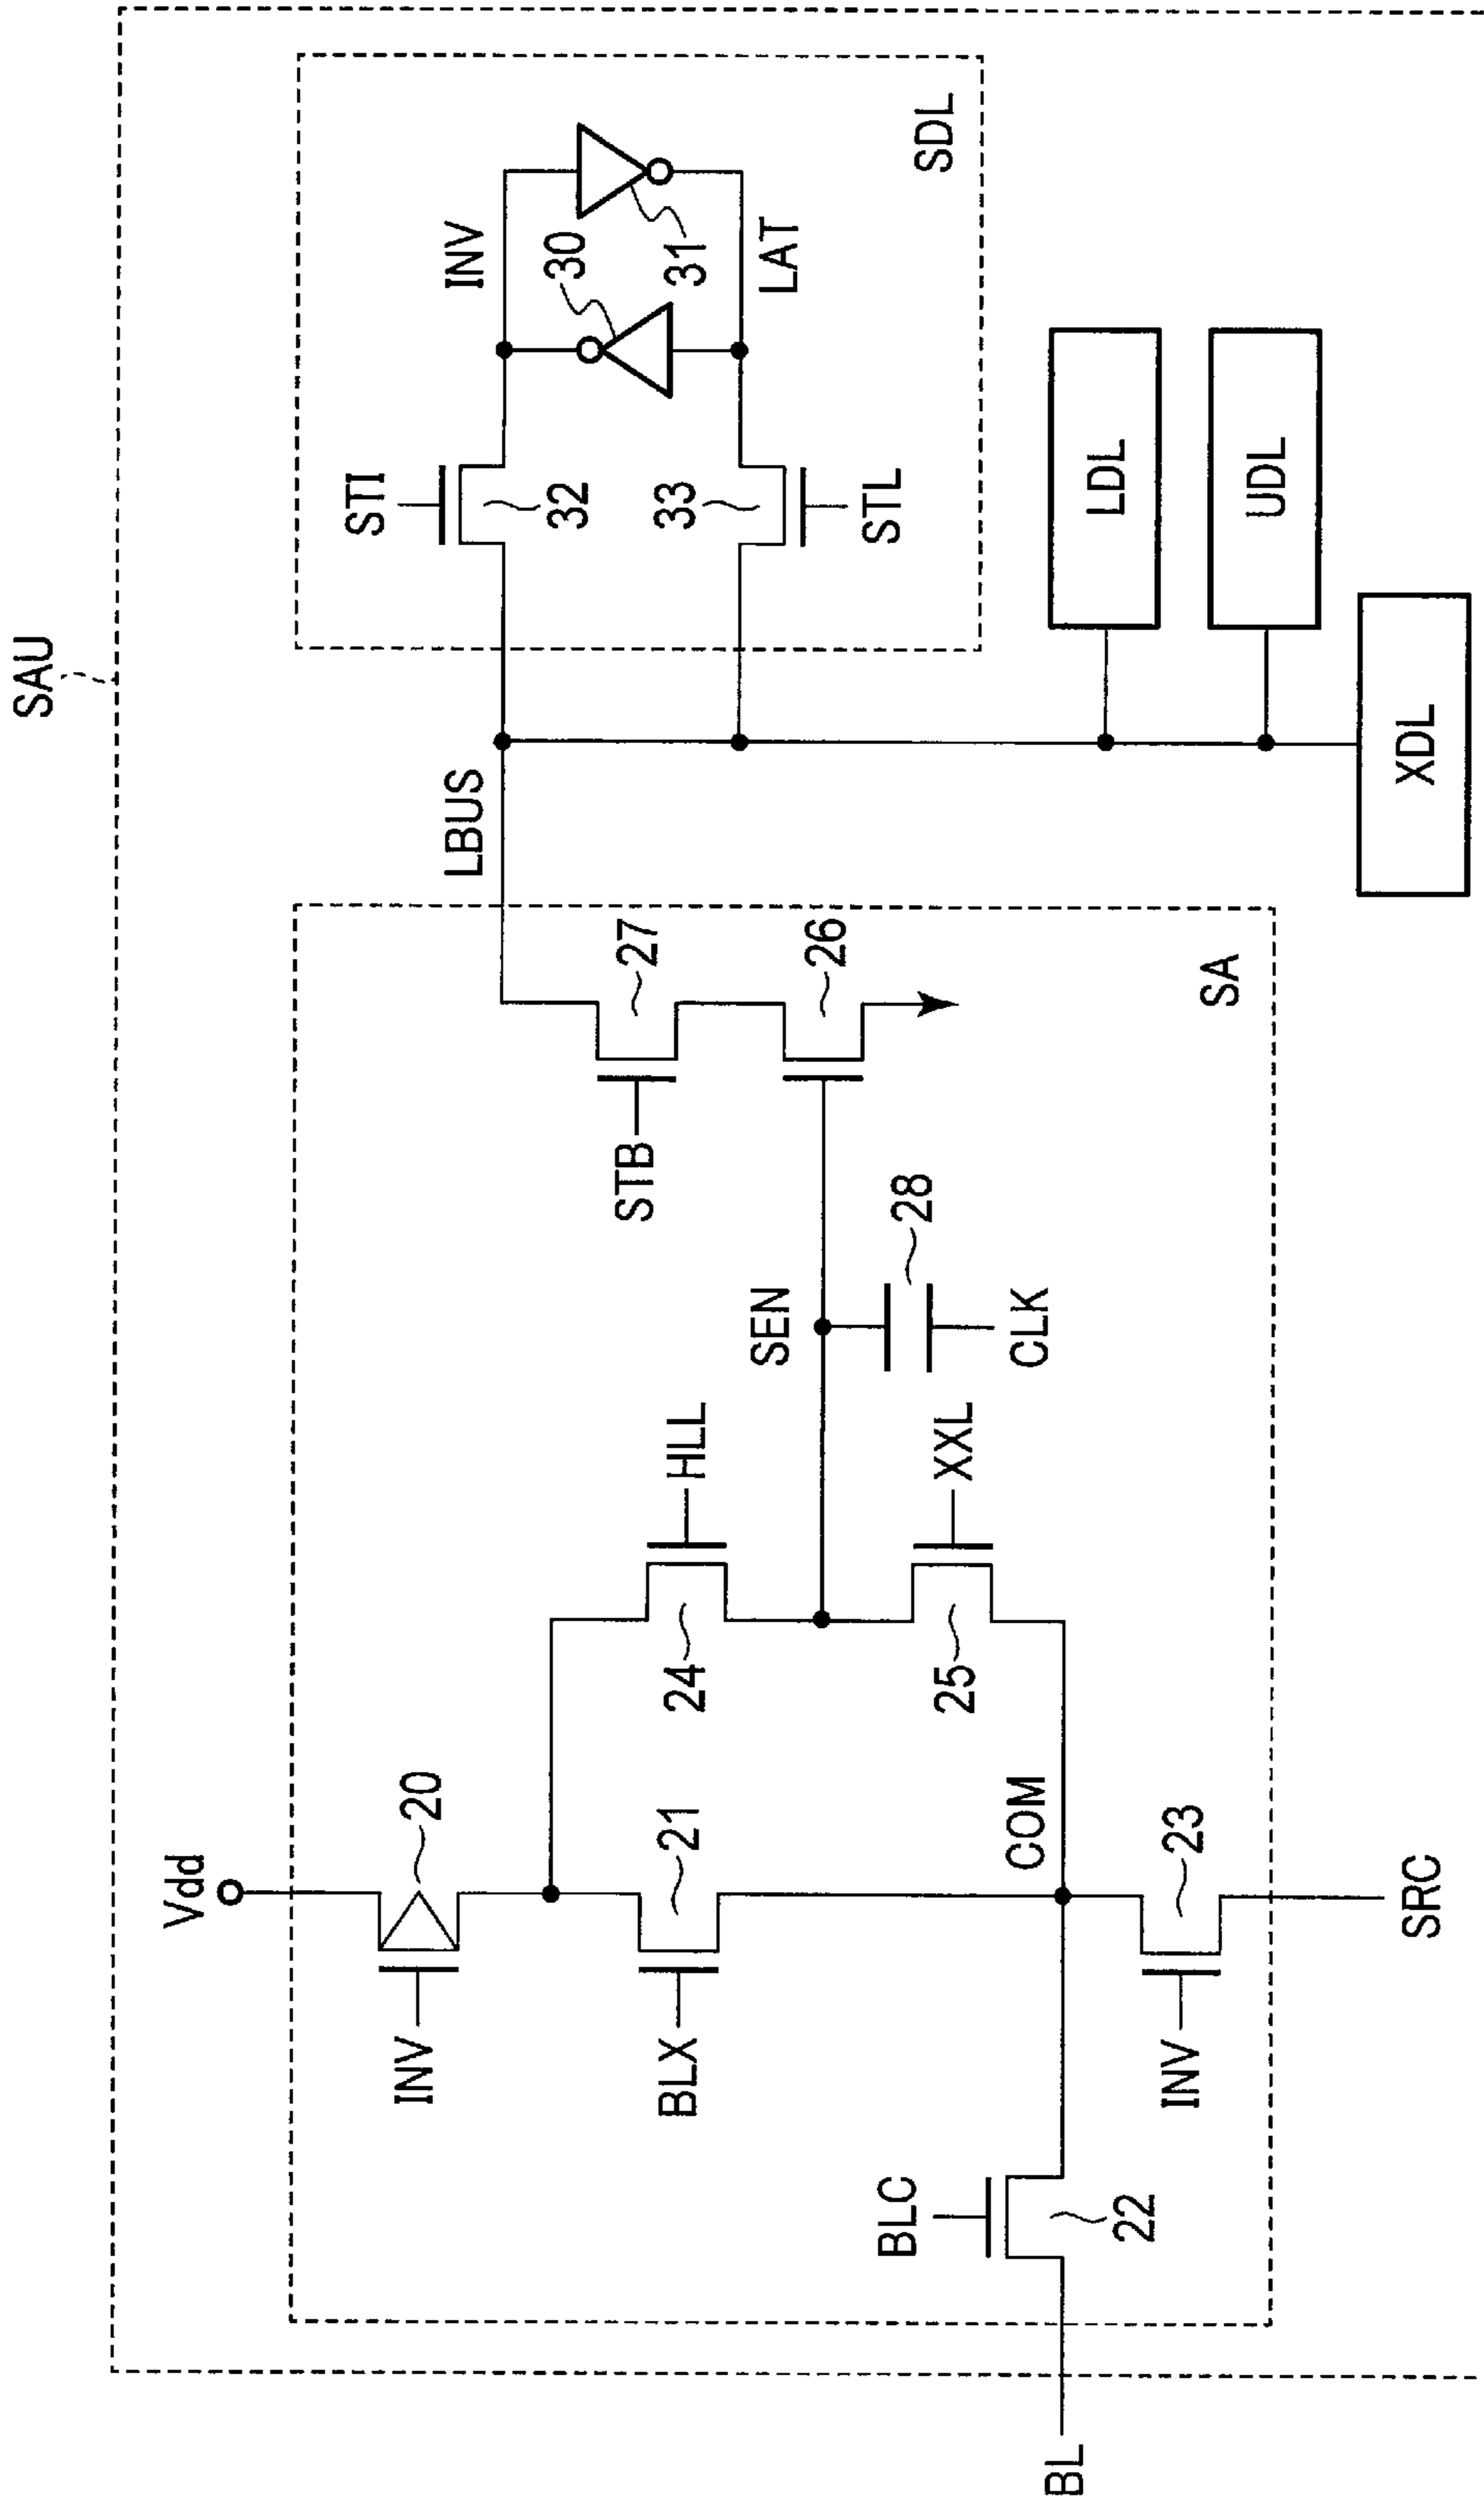 SAU
Vdd
INV
20
BLX
21
BLC
22
BL
COM
INV
23
SRC
24
HLL
25
XXL
SEN
28
CLK
STB
27
26
SA
LBUS
STI
32
33
STL
INV
30
31
LAT
SDL
LDL
UDL
XDL